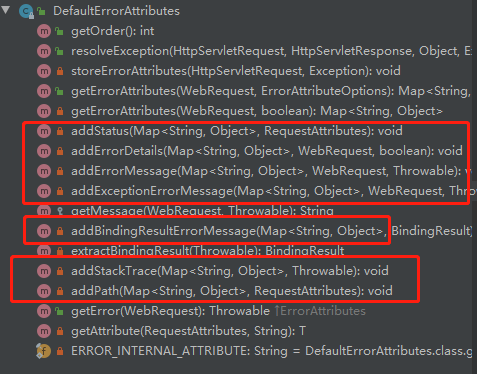 DefaultErrorAttributes
getOrder(): int
resolveException(HttpServletRequest, HttpServletResponse, Object, E
storeErrorAttributes(HttpServletRequest, Exception): void
getErrorAttributes(WebRequest, ErrorAttributeOptions): Map<String,
getErrorAttributes(WebRequest, boolean): Map<String, Object>
addStatus(Map<String, Object>, RequestAttributes): void
addErrorDetails(Map<String, Object>, WebRequest, boolean): void
addErrorMessage(Map<String, Object>, WebRequest, Throwable): v
addExceptionErrorMessage(Map<String, Object>, WebRequest, Throw
getMessage(WebRequest, Throwable): String
addBindingResultErrorMessage(Map<String, Object>, BindingResult)
extractBindingResult(Throwable): BindingResult
addStackTrace(Map<String, Object>, Throwable): void
addPath(Map<String, Object>, RequestAttributes): void
getError(WebRequest): Throwable ↑ErrorAttributes
getAttribute(RequestAttributes, String): T
ERROR_INTERNAL_ATTRIBUTE: String = DefaultErrorAttributes.class.g